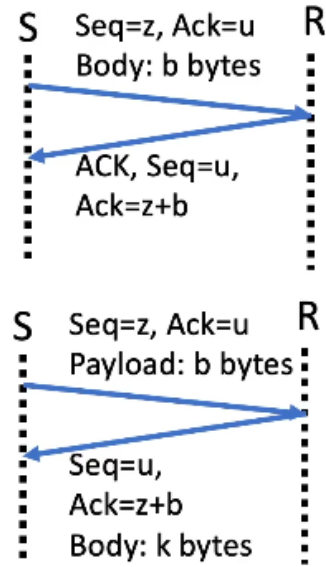 S
R
Seq=z, Ack=u
Body: b bytes
ACK, Seq=u,
Ack=z+b
S
R
Seq=z, Ack=u
Payload: b bytes
Seq=u,
Ack=z+b
Body: k bytes